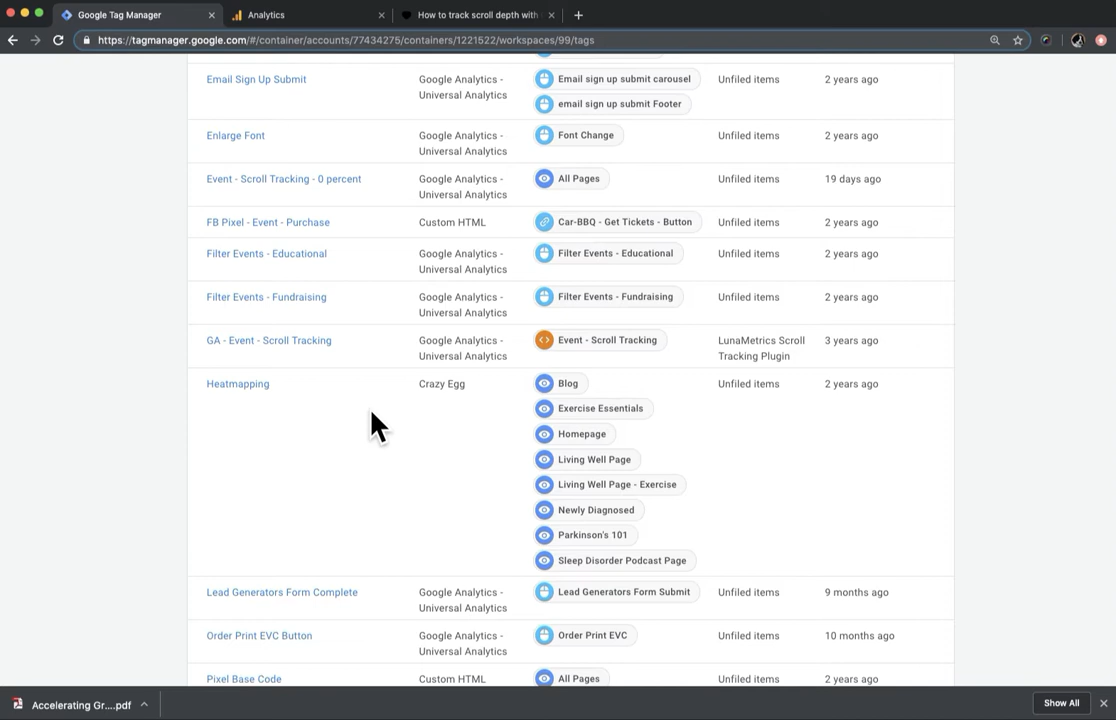 Google Tag Manager
Analytics
How to track scroll depth with
https://tagmanager.google.com/#/container/accounts/77434275/containers/1221522/workspaces/99/tags
Email Sign Up Submit
Google Analytics -
Universal Analytics
Email sign up submit carousel
email sign up submit Footer
Unfiled items
2 years ago
Enlarge Font
Google Analytics -
Universal Analytics
Font Change
Unfiled items
2 years ago
Event - Scroll Tracking - 0 percent
Google Analytics -
Universal Analytics
All Pages
Unfiled items
19 days ago
FB Pixel - Event - Purchase
Custom HTML
Car-BBQ - Get Tickets - Button
Unfiled items
2 years ago
Filter Events - Educational
Google Analytics -
Universal Analytics
Filter Events - Educational
Unfiled items
2 years ago
Filter Events - Fundraising
Google Analytics -
Universal Analytics
Filter Events - Fundraising
Unfiled items
2 years ago
GA - Event - Scroll Tracking
Google Analytics -
Universal Analytics
Event - Scroll Tracking
LunaMetrics Scroll
Tracking Plugin
3 years ago
Heatmapping
Crazy Egg
Blog
Exercise Essentials
Homepage
Living Well Page
Living Well Page - Exercise
Newly Diagnosed
Parkinson's 101
Sleep Disorder Podcast Page
Unfiled items
2 years ago
Lead Generators Form Complete
Google Analytics -
Universal Analytics
Lead Generators Form Submit
Unfiled items
9 months ago
Order Print EVC Button
Google Analytics -
Universal Analytics
Order Print EVC
Unfiled items
10 months ago
Pixel Base Code
Custom HTML
All Pages
Unfiled items
2 years ago
Accelerating Gr....pdf
Show All